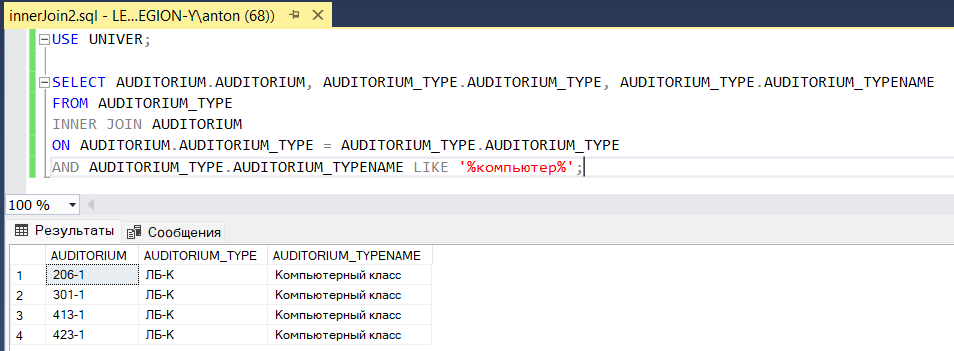 innerJoin2.sql - LE...EGION-Y\anton (68))
USE UNIVER;
SELECT AUDITORIUM.AUDITORIUM, AUDITORIUM_TYPE.AUDITORIUM_TYPE, AUDITORIUM_TYPE.AUDITORIUM_TYPENAME
FROM AUDITORIUM_TYPE
INNER JOIN AUDITORIUM
ON AUDITORIUM.AUDITORIUM_TYPE = AUDITORIUM_TYPE.AUDITORIUM_TYPE
AND AUDITORIUM_TYPE.AUDITORIUM_TYPENAME LIKE '%компьютер%';
100 %
Результаты Сообщения
AUDITORIUM AUDITORIUM_TYPE AUDITORIUM_TYPENAME
1 206-1 ЛБ-К Компьютерный класс
2 301-1 ЛБ-К Компьютерный класс
3 413-1 ЛБ-К Компьютерный класс
4 423-1 ЛБ-К Компьютерный класс